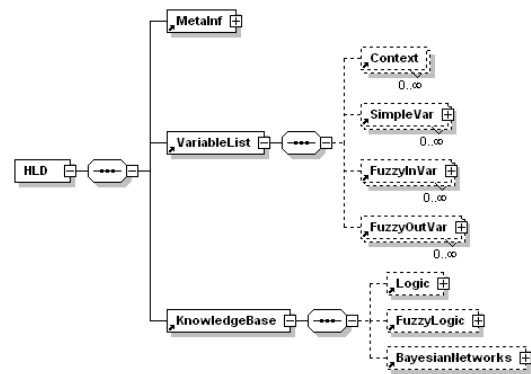 MetaInf
Context
0..∞
SimpleVar
0..∞
HLD
VariableList
FuzzyInVar
0..∞
FuzzyOutVar
0..∞
Logic
KnowledgeBase
FuzzyLogic
BayesianNetworks